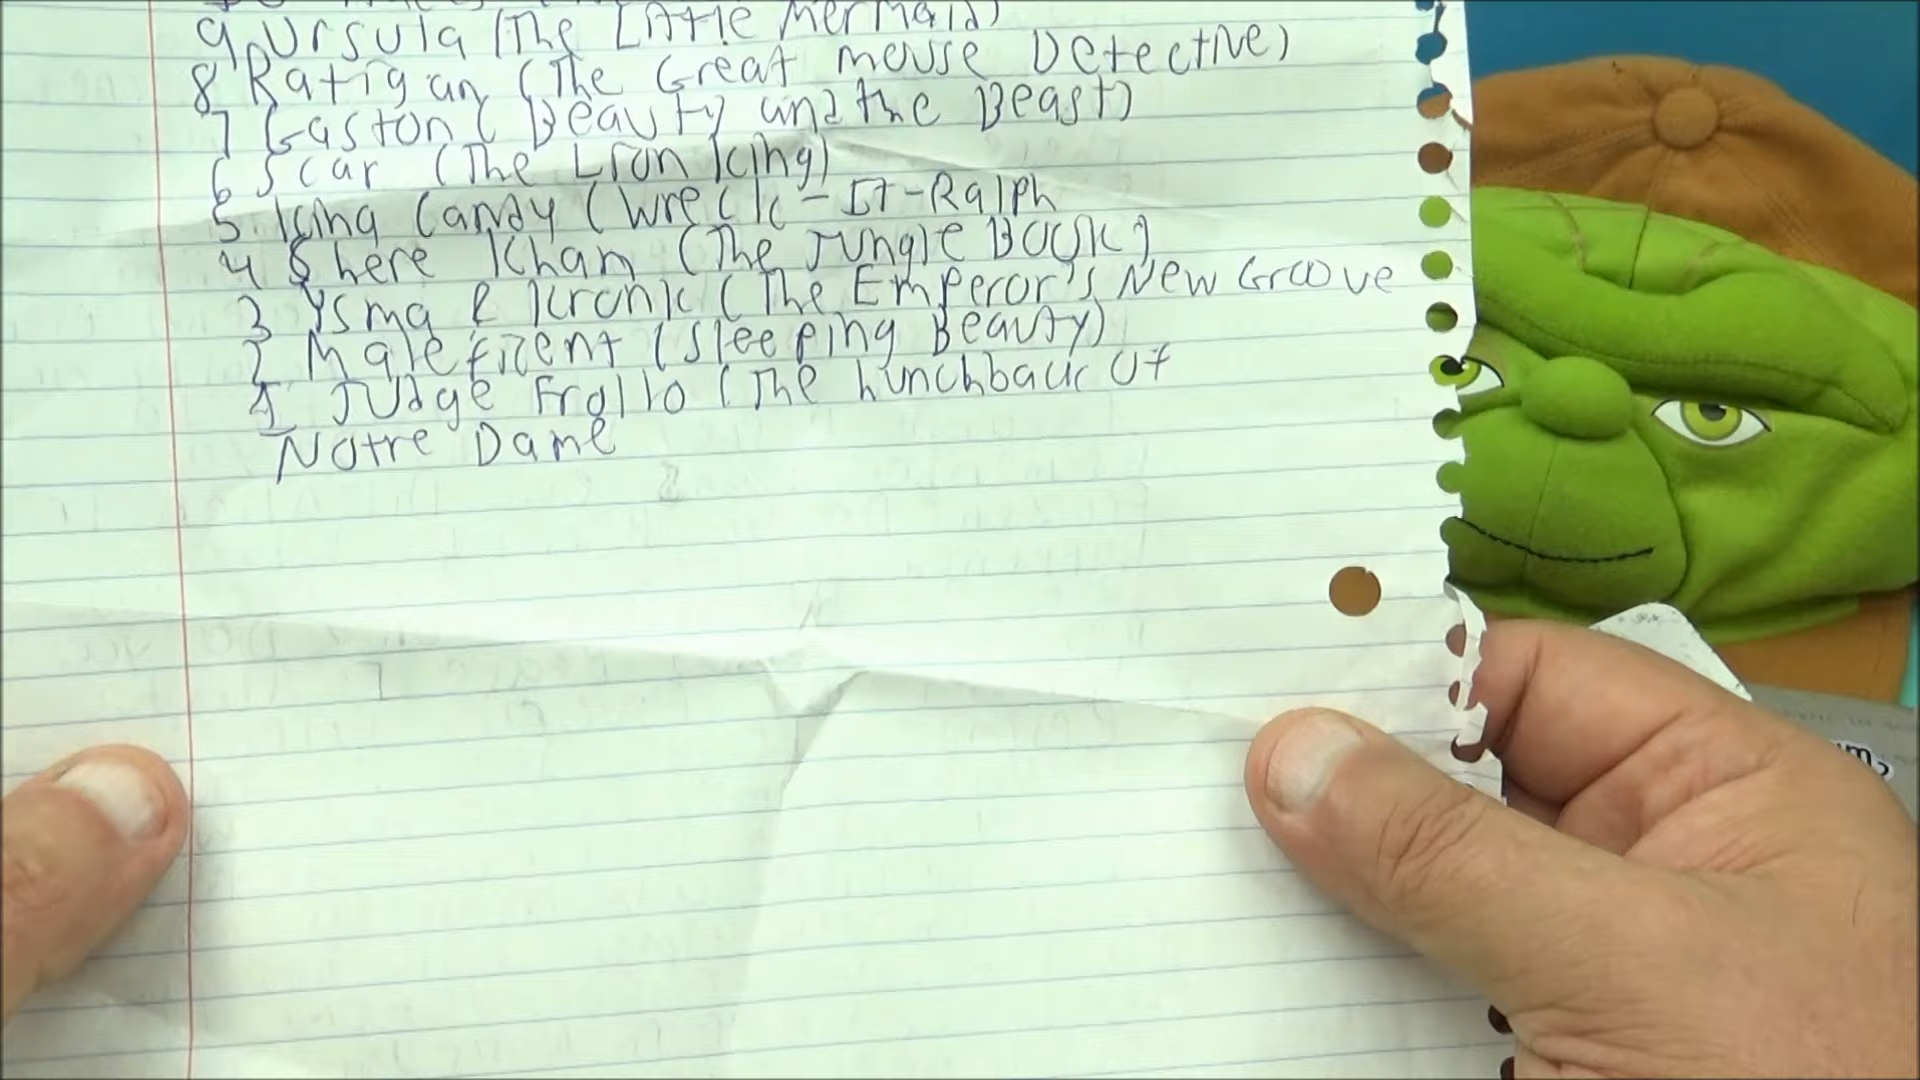 9 Ursula (The Little Mermaid)
8 Ratigan (The Great mouse Detective)
7 Gaston (Beauty and the Beast)
6 Scar (The Lion King)
5 King Candy (Wreck-It-Ralph
4 Shere Khan (The Jungle Book)
3 Ysma & Kronk (The Emperor's New Groove
2 Maleficent (Sleeping Beauty)
1 Judge Frollo (The hunchback of
Notre Dame